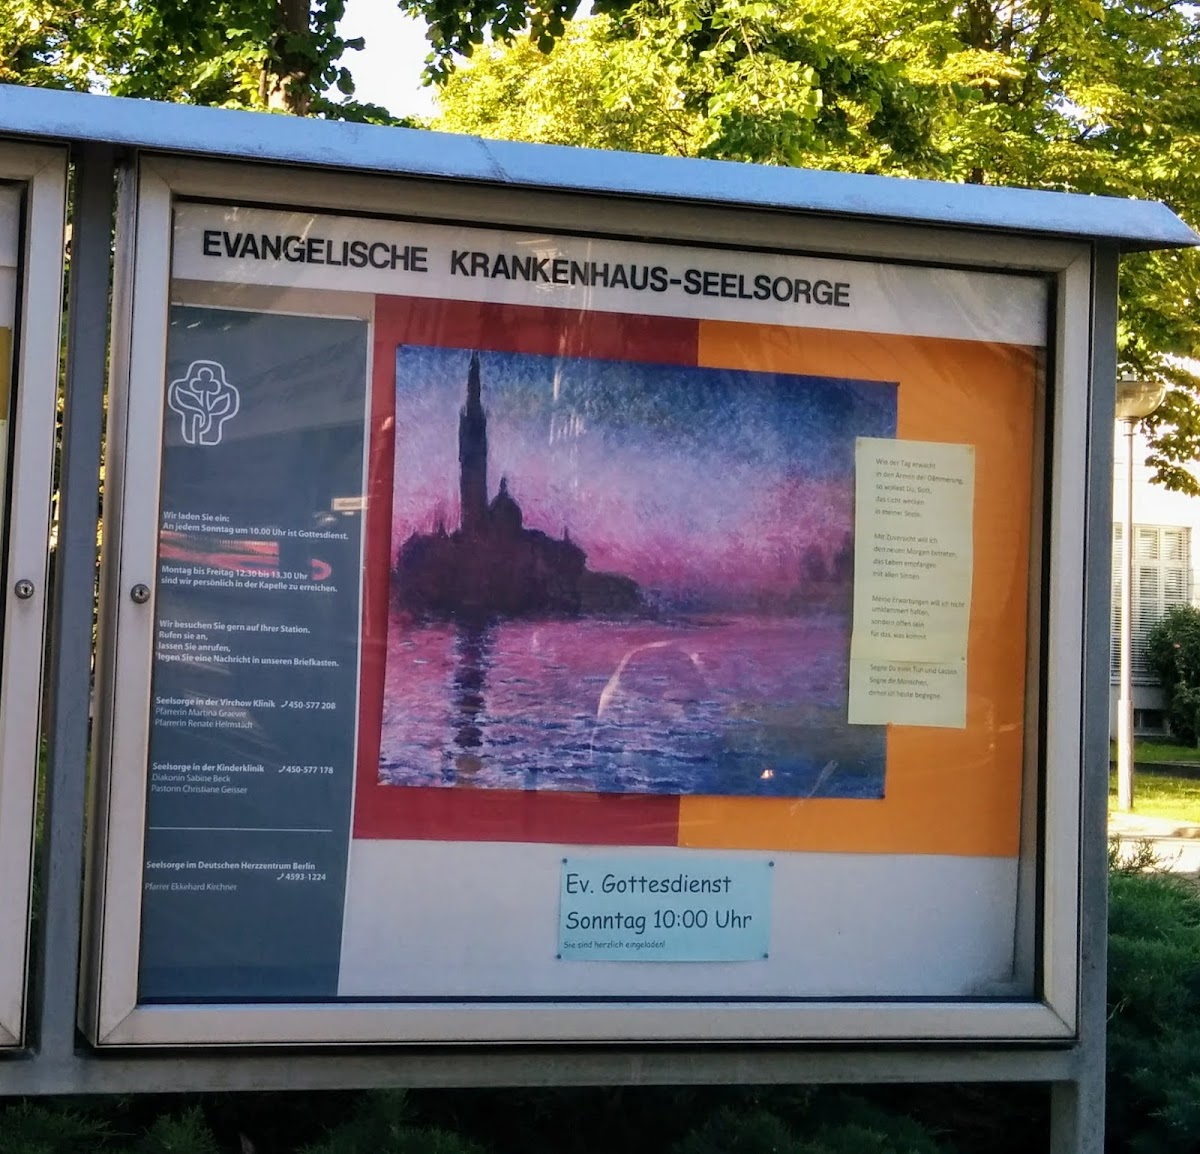 EVANGELISCHE KRANKENHAUS-SEELSORGE
Wir laden Sie ein:
An jedem Sonntag um 10.00 Uhr ist Gottesdienst.
Montag bis Freitag 12.30 bis 13.30 Uhr
sind wir persönlich in der Kapelle zu erreichen.
Wir besuchen Sie gern auf Ihrer Station.
Rufen sie an,
lassen Sie anrufen,
legen Sie eine Nachricht in unseren Briefkasten.
Seelsorge in der Virchow Klinik 450-577 208
Pfarrerin Martina Graewe
Pfarrerin Renate Helmstädt
Seelsorge in der Kinderklinik 450-577 178
Diakonin Sabine Beck
Pastorin Christiane Geisser
Seelsorge im Deutschen Herzzentrum Berlin
4593-1224
Pfarrer Ekkehard Kirchner
Wie der Tag erwacht
in den Armen der Dämmerung,
so wollest Du, Gott,
das Licht wecken
in meiner Seele.
Mit Zuversicht will ich
den neuen Morgen betreten,
das Leben empfangen
mit allen Sinnen.
Meine Erwartungen will ich nicht
umklammert halten,
sondern offen sein
für das, was kommt.
Segne Du mein Tun und Lassen.
Segne die Menschen,
denen ich heute begegne.
Ev. Gottesdienst
Sonntag 10:00 Uhr
Sie sind herzlich eingeladen!